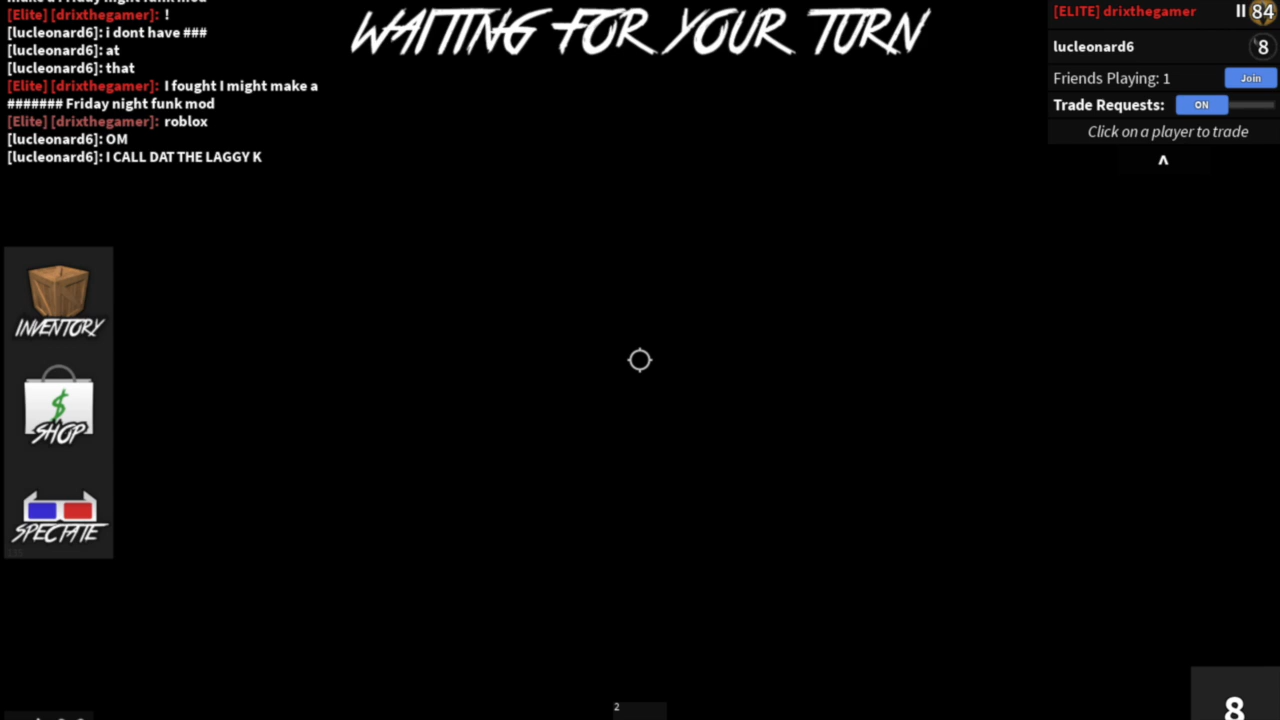 [Elite] [drixthegamer]: !
[lucleonard6]: i dont have ###
[lucleonard6]: at
[lucleonard6]: that
[Elite] [drixthegamer]: I fought I might make a
####### Friday night funk mod
[Elite] [drixthegamer]: roblox
[lucleonard6]: OM
[lucleonard6]: I CALL DAT THE LAGGY K
WAITING FOR YOUR TURN
[ELITE] drixthegamer 84
lucleonard6 8
Friends Playing: 1 Join
Trade Requests: ON
Click on a player to trade
^
INVENTORY
$
SHOP
SPECTATE
2
8